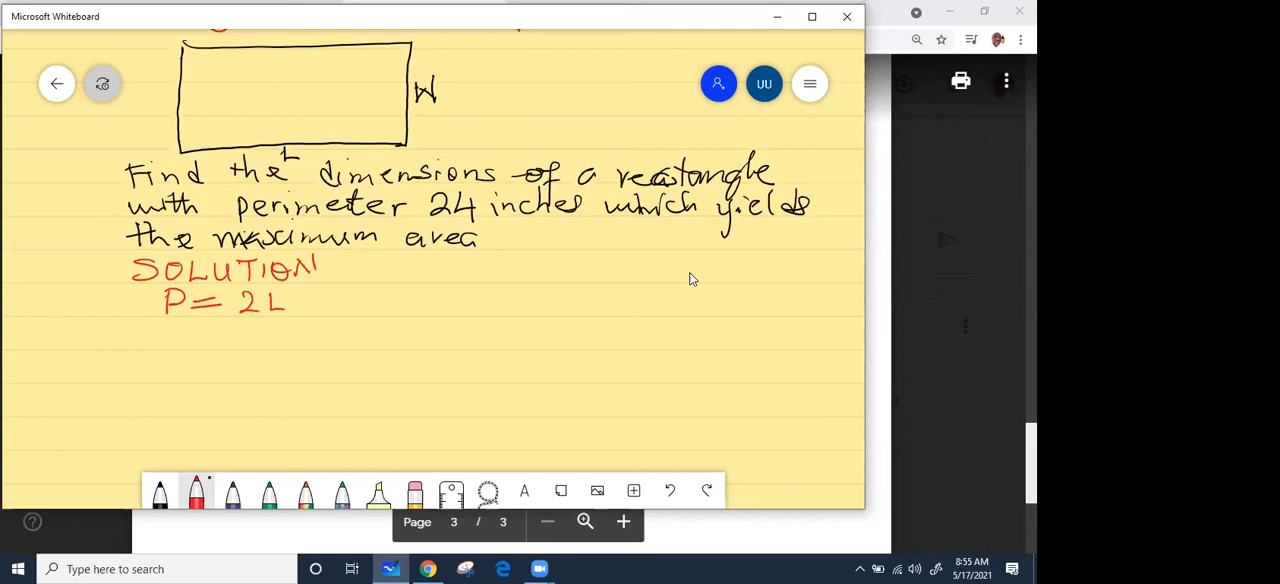 Microsoft Whiteboard
UU
W
L
Find the dimensions of a rectangle
with perimeter 24 inches which yields
the maximum area
SOLUTION
P = 2L
A
Page 3 / 3
Type here to search
8:55 AM
5/17/2021